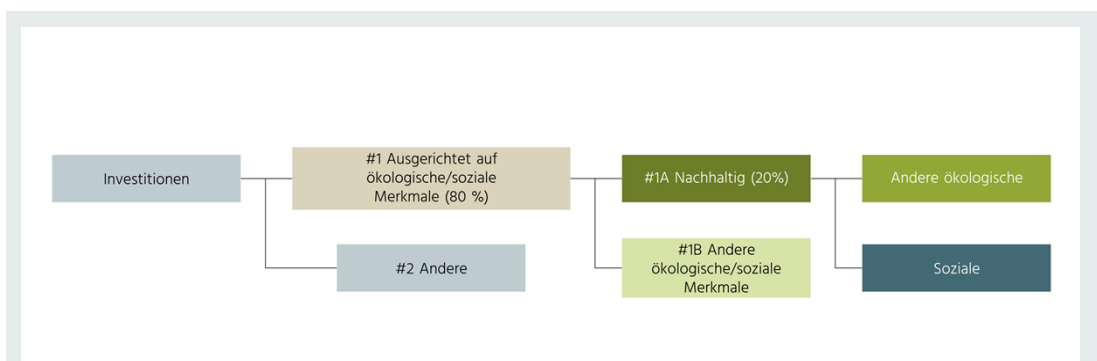 Investitionen
#1 Ausgerichtet auf
ökologische/soziale
Merkmale (80 %)
#1A Nachhaltig (20%)
Andere ökologische
#2 Andere
#1B Andere
ökologische/soziale
Merkmale
Soziale